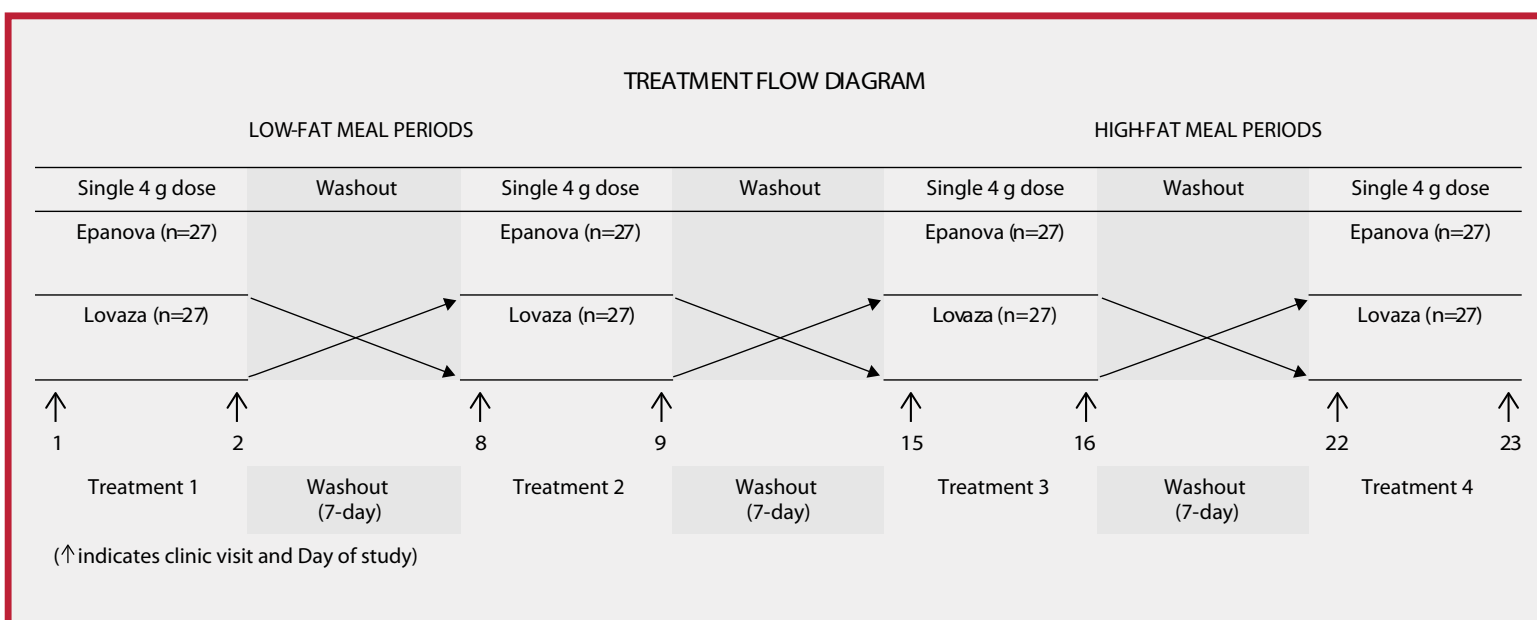 TREATMENT FLOW DIAGRAM
LOW-FAT MEAL PERIODS HIGH-FAT MEAL PERIODS
Single 4 g dose Washout Single 4 g dose Washout Single 4 g dose Washout Single 4 g dose
Epanova (n=27) Epanova (n=27) Epanova (n=27) Epanova (n=27)
Lovaza (n=27) Lovaza (n=27) Lovaza (n=27) Lovaza (n=27)
1 2 8 9 15 16 22 23
Treatment 1 Washout Treatment 2 Washout Treatment 3 Washout Treatment 4
(7-day) (7-day) (7-day)
(↑ indicates clinic visit and Day of study)